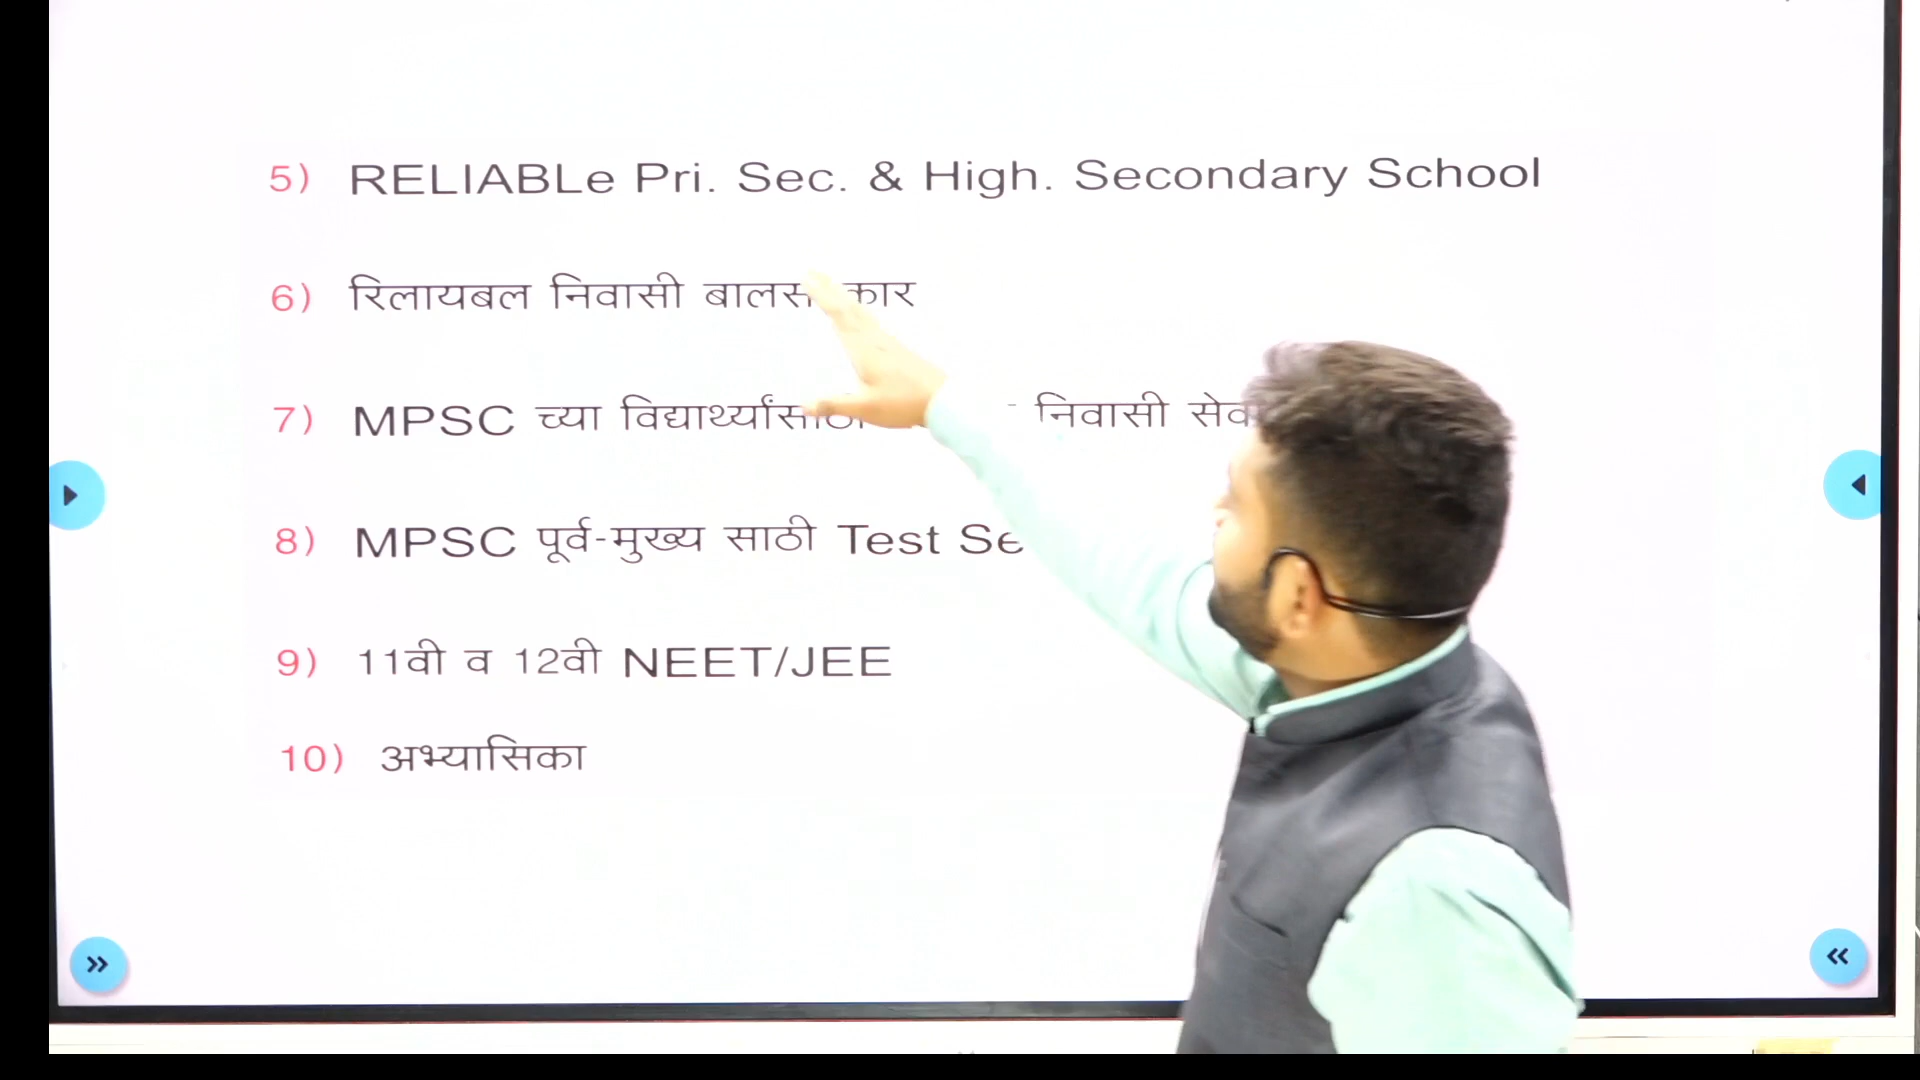 5) RELIABLe Pri. Sec. & High. Secondary School
6) रिलायबल निवासी
7) MPSC च्या विद्यार्थ्यांसाठी निवासी
8) MPSC पूर्व-मुख्य साठी Test
9) 11वी व 12वी NEET/JEE
10) अभ्यासिका